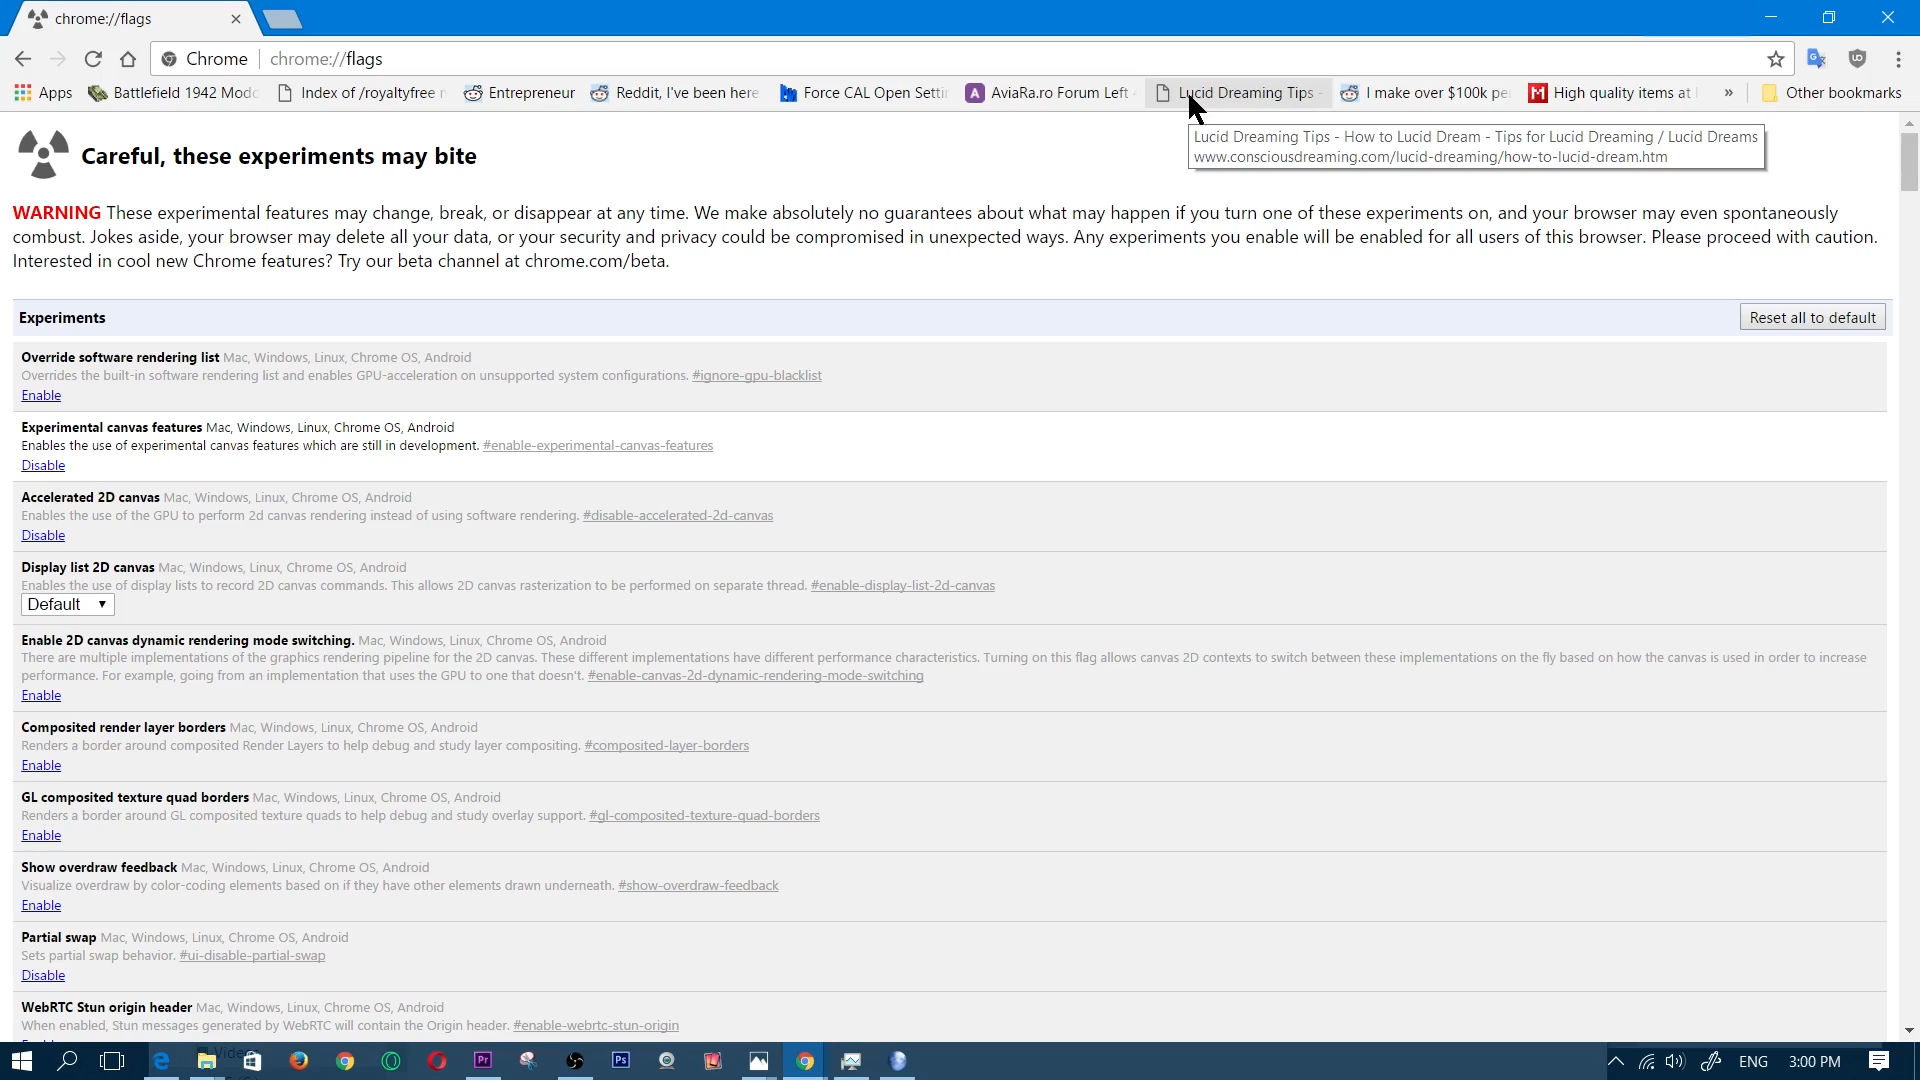 chrome://flags
Chrome chrome://flags
Apps Battlefield 1942 Modd Index of /royaltyfree Entrepreneur Reddit, I've been here Force CAL Open Settin AviaRa.ro Forum Left Lucid Dreaming Tips - I make over $100k pe High quality items at » Other bookmarks
Lucid Dreaming Tips - How to Lucid Dream - Tips for Lucid Dreaming / Lucid Dreams
www.consciousdreaming.com/lucid-dreaming/how-to-lucid-dream.htm
Careful, these experiments may bite
WARNING These experimental features may change, break, or disappear at any time. We make absolutely no guarantees about what may happen if you turn one of these experiments on, and your browser may even spontaneously
combust. Jokes aside, your browser may delete all your data, or your security and privacy could be compromised in unexpected ways. Any experiments you enable will be enabled for all users of this browser. Please proceed with caution.
Interested in cool new Chrome features? Try our beta channel at chrome.com/beta.
Experiments Reset all to default
Override software rendering list Mac, Windows, Linux, Chrome OS, Android
Overrides the built-in software rendering list and enables GPU-acceleration on unsupported system configurations. #ignore-gpu-blacklist
Enable
Experimental canvas features Mac, Windows, Linux, Chrome OS, Android
Enables the use of experimental canvas features which are still in development. #enable-experimental-canvas-features
Disable
Accelerated 2D canvas Mac, Windows, Linux, Chrome OS, Android
Enables the use of the GPU to perform 2d canvas rendering instead of using software rendering. #disable-accelerated-2d-canvas
Disable
Display list 2D canvas Mac, Windows, Linux, Chrome OS, Android
Enables the use of display lists to record 2D canvas commands. This allows 2D canvas rasterization to be performed on separate thread. #enable-display-list-2d-canvas
Default
Enable 2D canvas dynamic rendering mode switching. Mac, Windows, Linux, Chrome OS, Android
There are multiple implementations of the graphics rendering pipeline for the 2D canvas. These different implementations have different performance characteristics. Turning on this flag allows canvas 2D contexts to switch between these implementations on the fly based on how the canvas is used in order to increase
performance. For example, going from an implementation that uses the GPU to one that doesn't. #enable-canvas-2d-dynamic-rendering-mode-switching
Enable
Composited render layer borders Mac, Windows, Linux, Chrome OS, Android
Renders a border around composited Render Layers to help debug and study layer compositing. #composited-layer-borders
Enable
GL composited texture quad borders Mac, Windows, Linux, Chrome OS, Android
Renders a border around GL composited texture quads to help debug and study overlay support. #gl-composited-texture-quad-borders
Enable
Show overdraw feedback Mac, Windows, Linux, Chrome OS, Android
Visualize overdraw by color-coding elements based on if they have other elements drawn underneath. #show-overdraw-feedback
Enable
Partial swap Mac, Windows, Linux, Chrome OS, Android
Sets partial swap behavior. #ui-disable-partial-swap
Disable
WebRTC Stun origin header Mac, Windows, Linux, Chrome OS, Android
When enabled, Stun messages generated by WebRTC will contain the Origin header. #enable-webrtc-stun-origin
ENG 3:00 PM